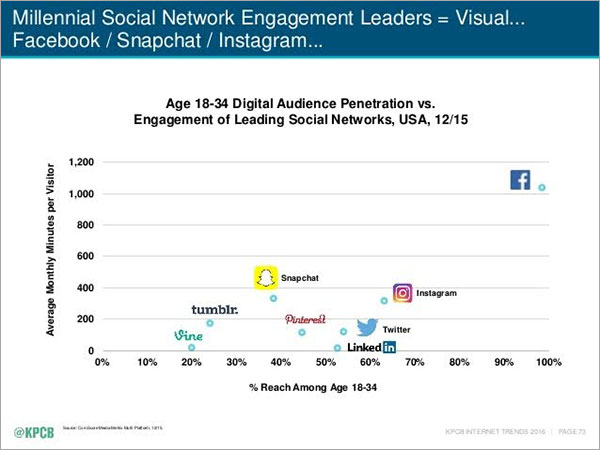 Millennial Social Network Engagement Leaders = Visual...
Facebook / Snapchat / Instagram...
Age 18-34 Digital Audience Penetration vs.
Engagement of Leading Social Networks, USA, 12/15
Average Monthly Minutes per Visitor
1,200
1,000
800
600
400
200
0
f
Snapchat
Instagram
tumblr.
Pinterest
Vine
Twitter
LinkedIn
0% 10% 20% 30% 40% 50% 60% 70% 80% 90% 100%
% Reach Among Age 18-34
@KPCB
Source: ComScore Media Metrix Multi-Platform, 12/15.
KPCB INTERNET TRENDS 2016 | PAGE 73